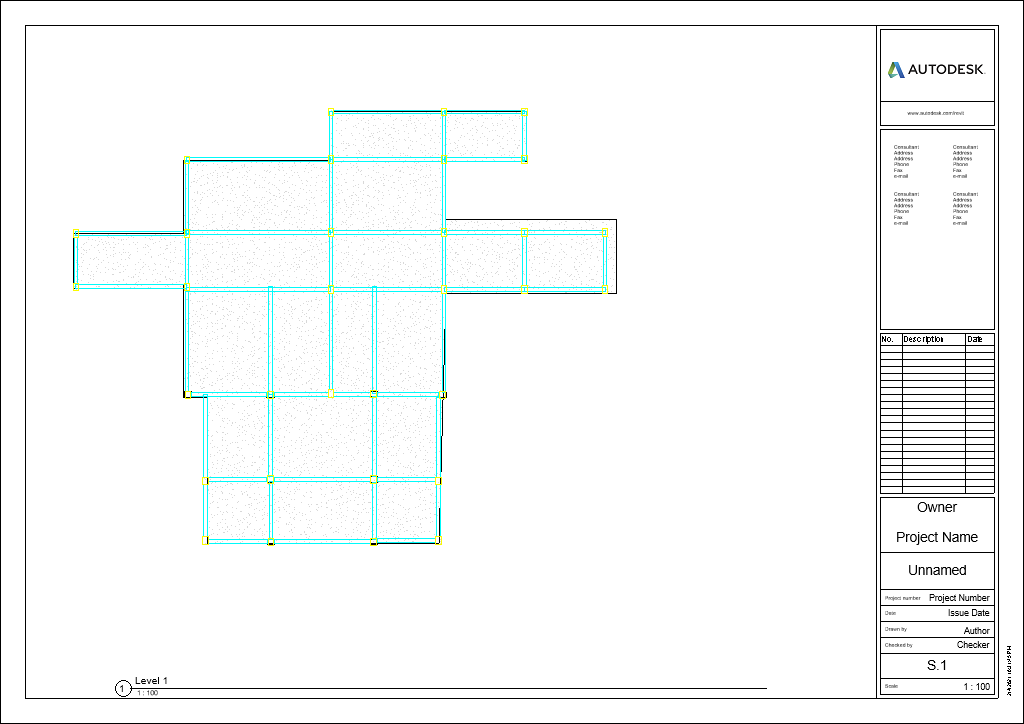 AUTODESK.
www.autodesk.com/revit
Consultant Consultant
Address Address
Address Address
Phone Phone
Fax Fax
e-mail e-mail
Consultant Consultant
Address Address
Address Address
Phone Phone
Fax Fax
e-mail e-mail
No. Description Date
Owner
Project Name
Unnamed
Project number Project Number
Date Issue Date
Drawn by Author
Checked by Checker
S.1
Scale 1 : 100
1 Level 1
1 : 100